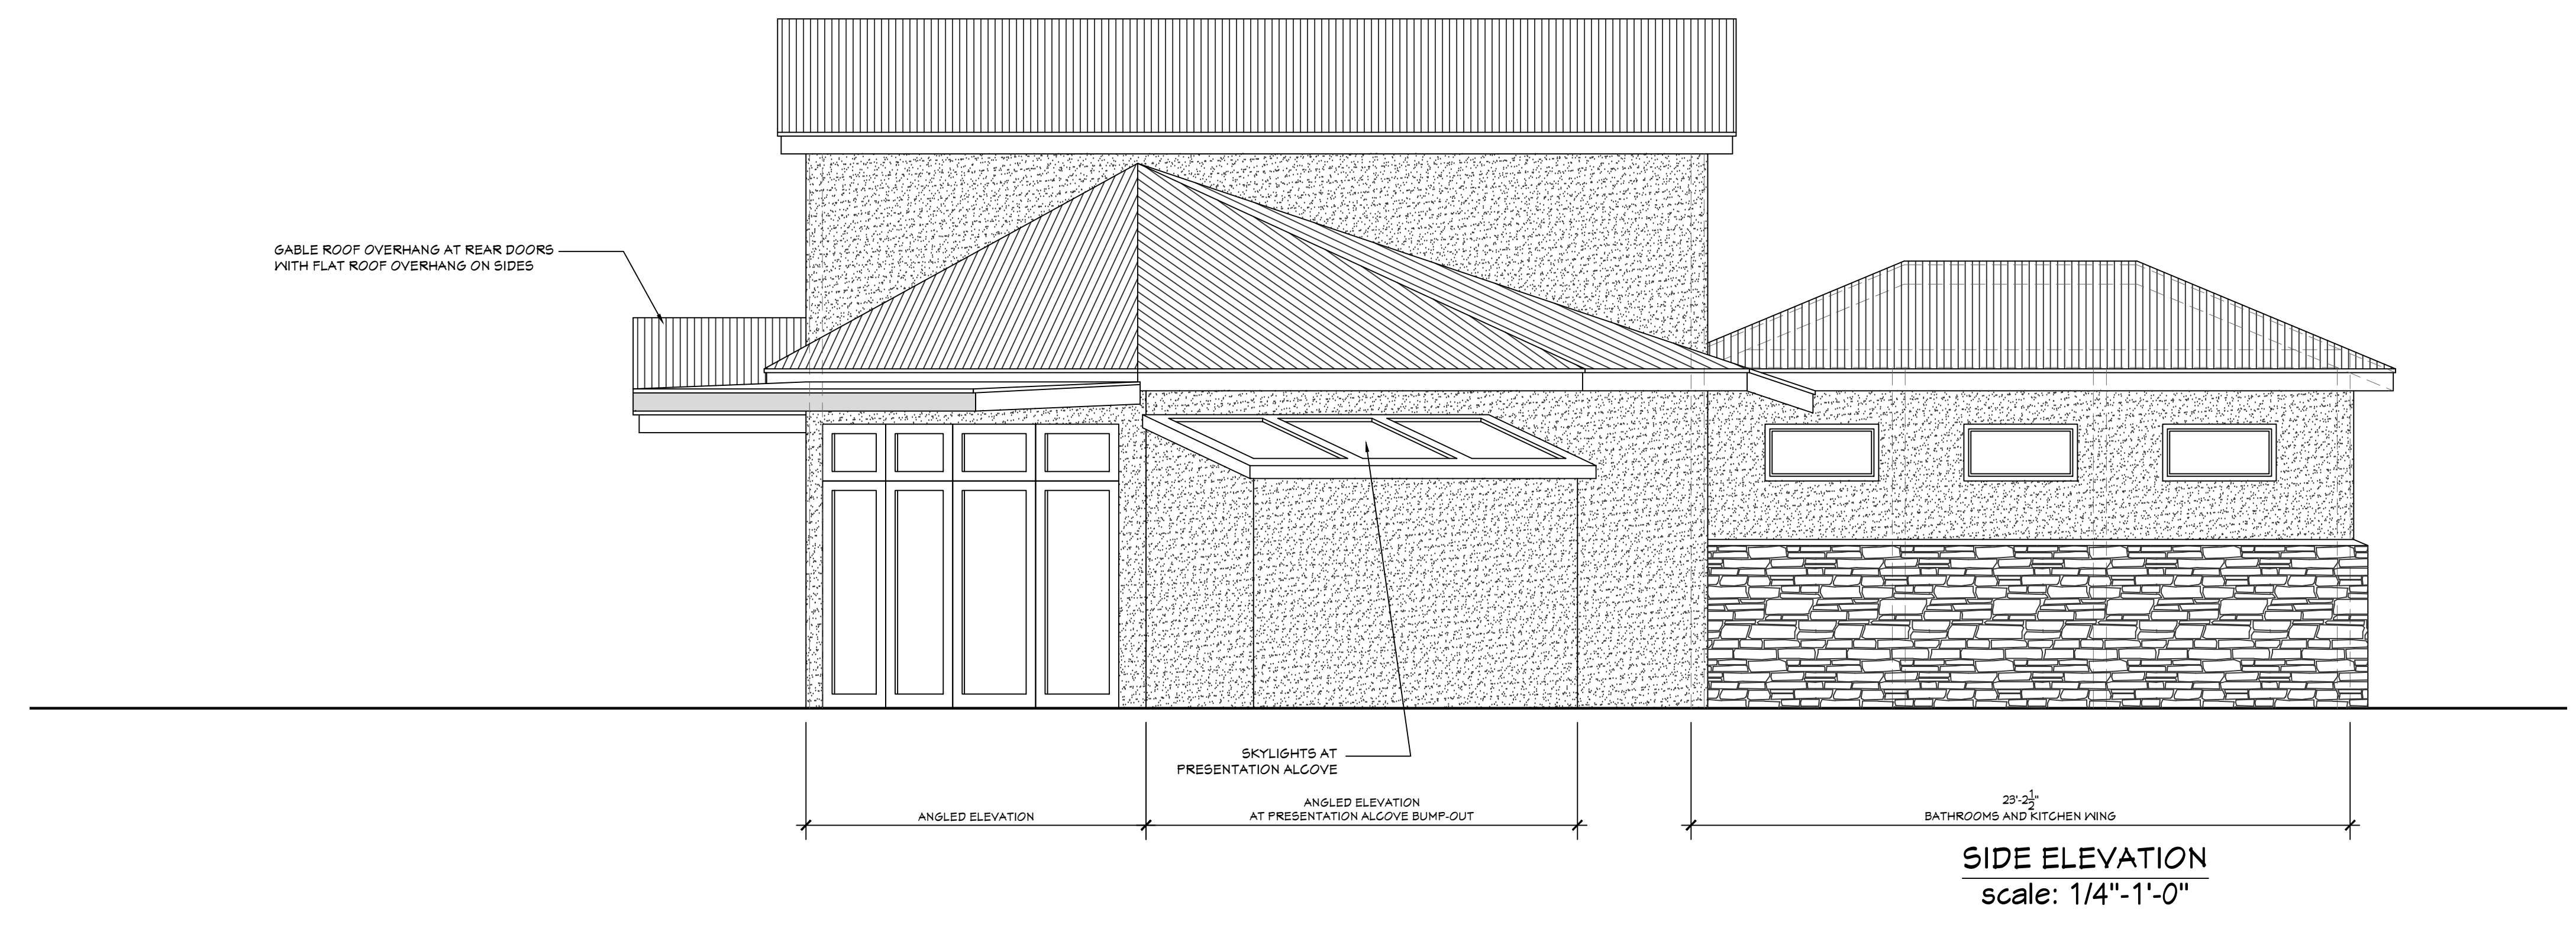 GABLE ROOF OVERHANG AT REAR DOORS
WITH FLAT ROOF OVERHANG ON SIDES
SKYLIGHTS AT
PRESENTATION ALCOVE
ANGLED ELEVATION
ANGLED ELEVATION
AT PRESENTATION ALCOVE BUMP-OUT
23'-2 1/2"
BATHROOMS AND KITCHEN WING
SIDE ELEVATION
scale: 1/4"-1'-0"